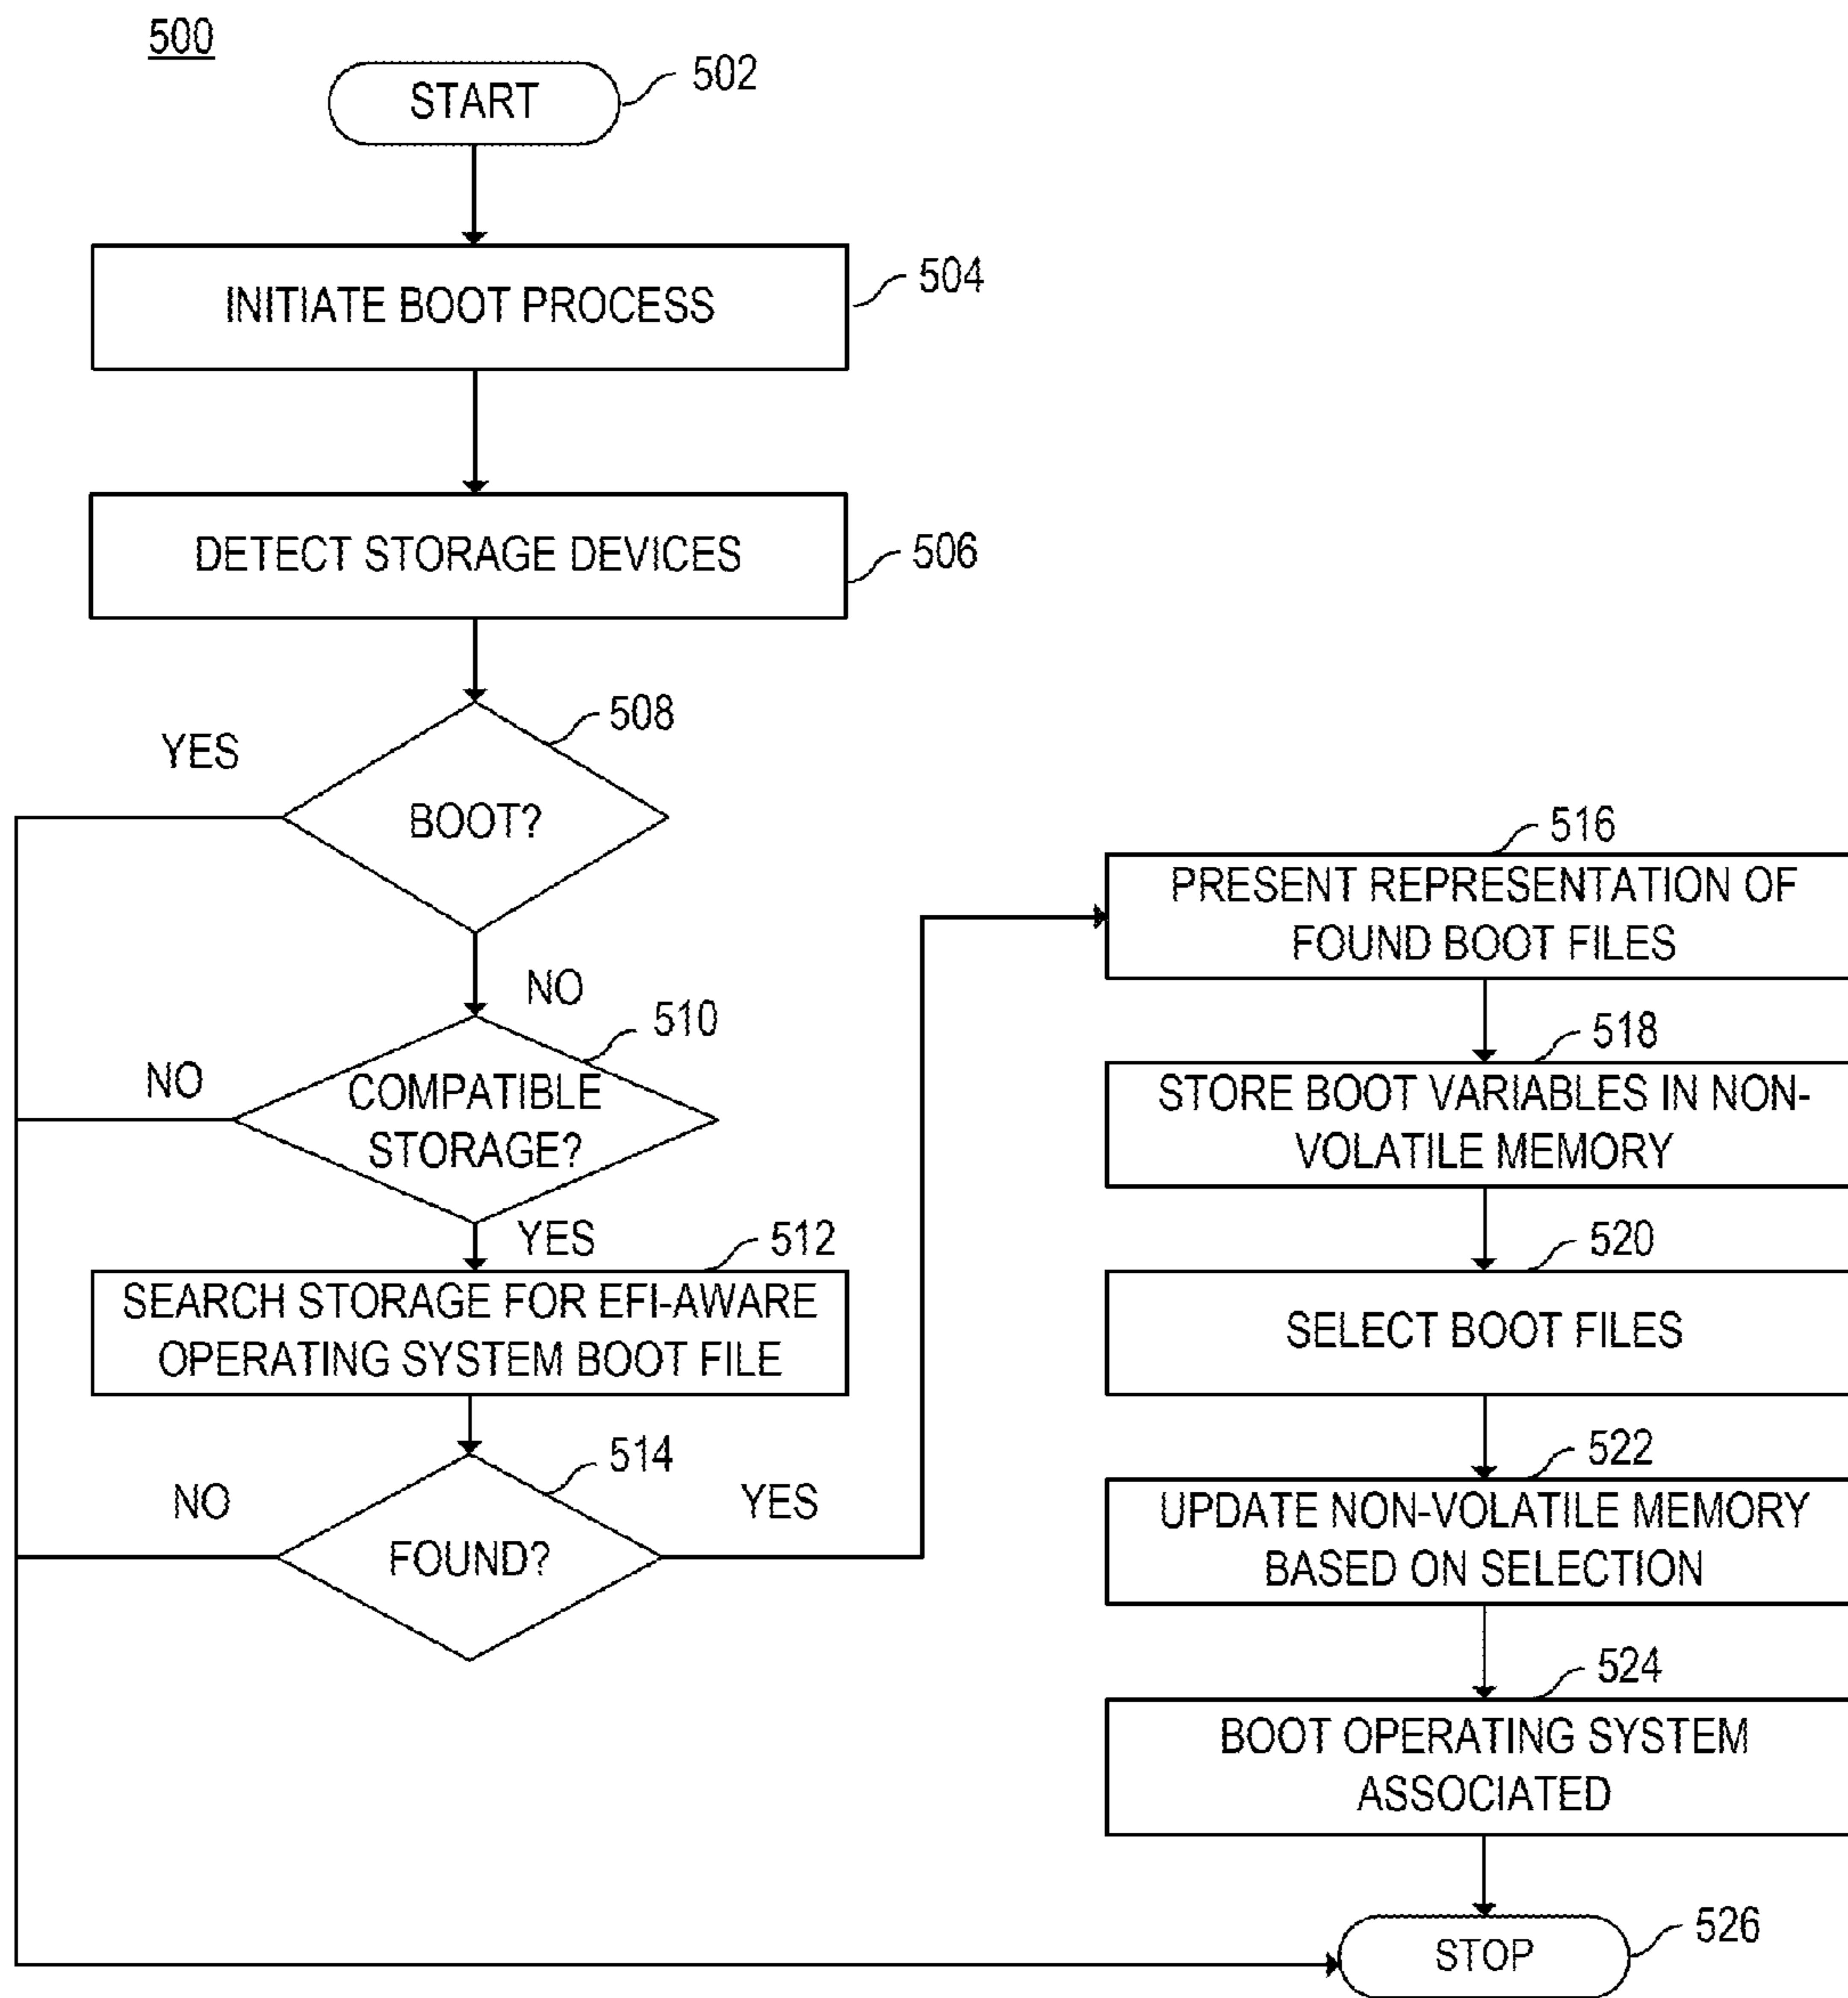 500
START
502
INITIATE BOOT PROCESS
504
DETECT STORAGE DEVICES
506
508
YES
BOOT?
NO
510
NO
COMPATIBLE
STORAGE?
YES
512
SEARCH STORAGE FOR EFI-AWARE
OPERATING SYSTEM BOOT FILE
514
NO
YES
FOUND?
516
PRESENT REPRESENTATION OF
FOUND BOOT FILES
518
STORE BOOT VARIABLES IN NON-
VOLATILE MEMORY
520
SELECT BOOT FILES
522
UPDATE NON-VOLATILE MEMORY
BASED ON SELECTION
524
BOOT OPERATING SYSTEM
ASSOCIATED
526
STOP